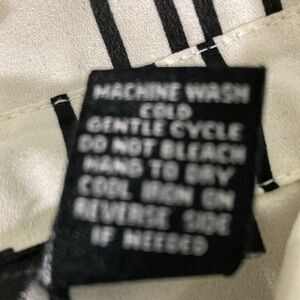 MACHINE WASH
COLD
GENTLE CYCLE
DO NOT BLEACH
HANG TO DRY
COOL IRON ON
REVERSE SIDE
IF NEEDED